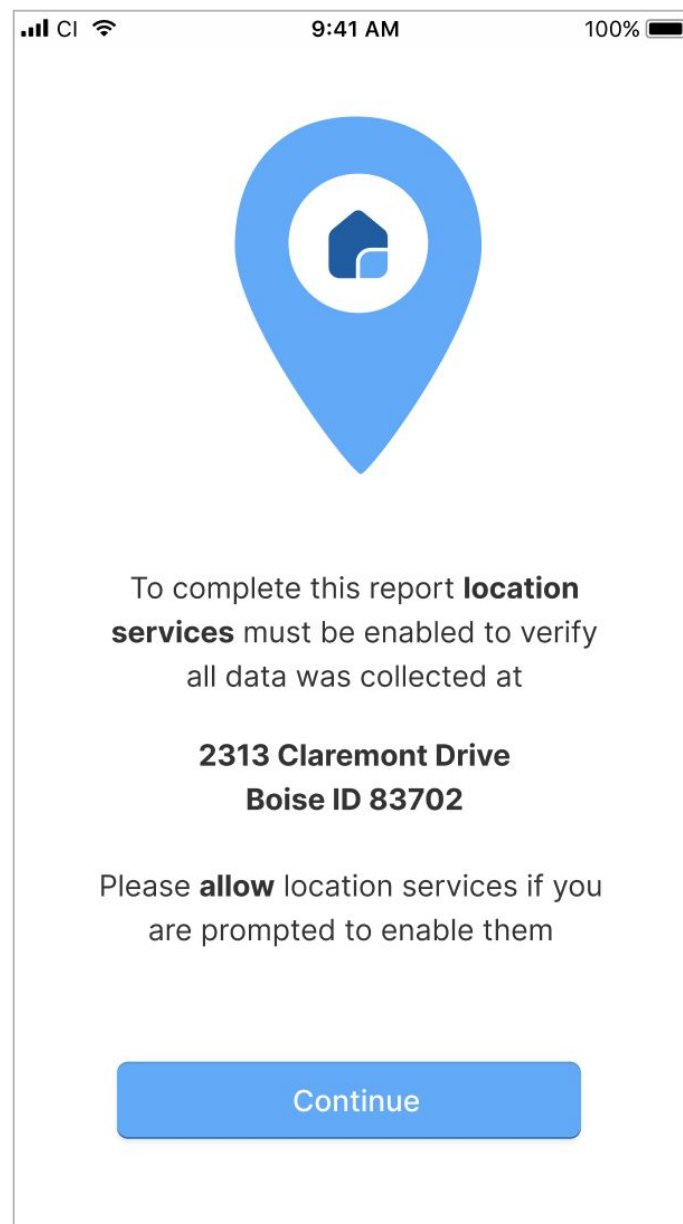 CI 9:41 AM 100%
To complete this report location
services must be enabled to verify
all data was collected at
2313 Claremont Drive
Boise ID 83702
Please allow location services if you
are prompted to enable them
Continue